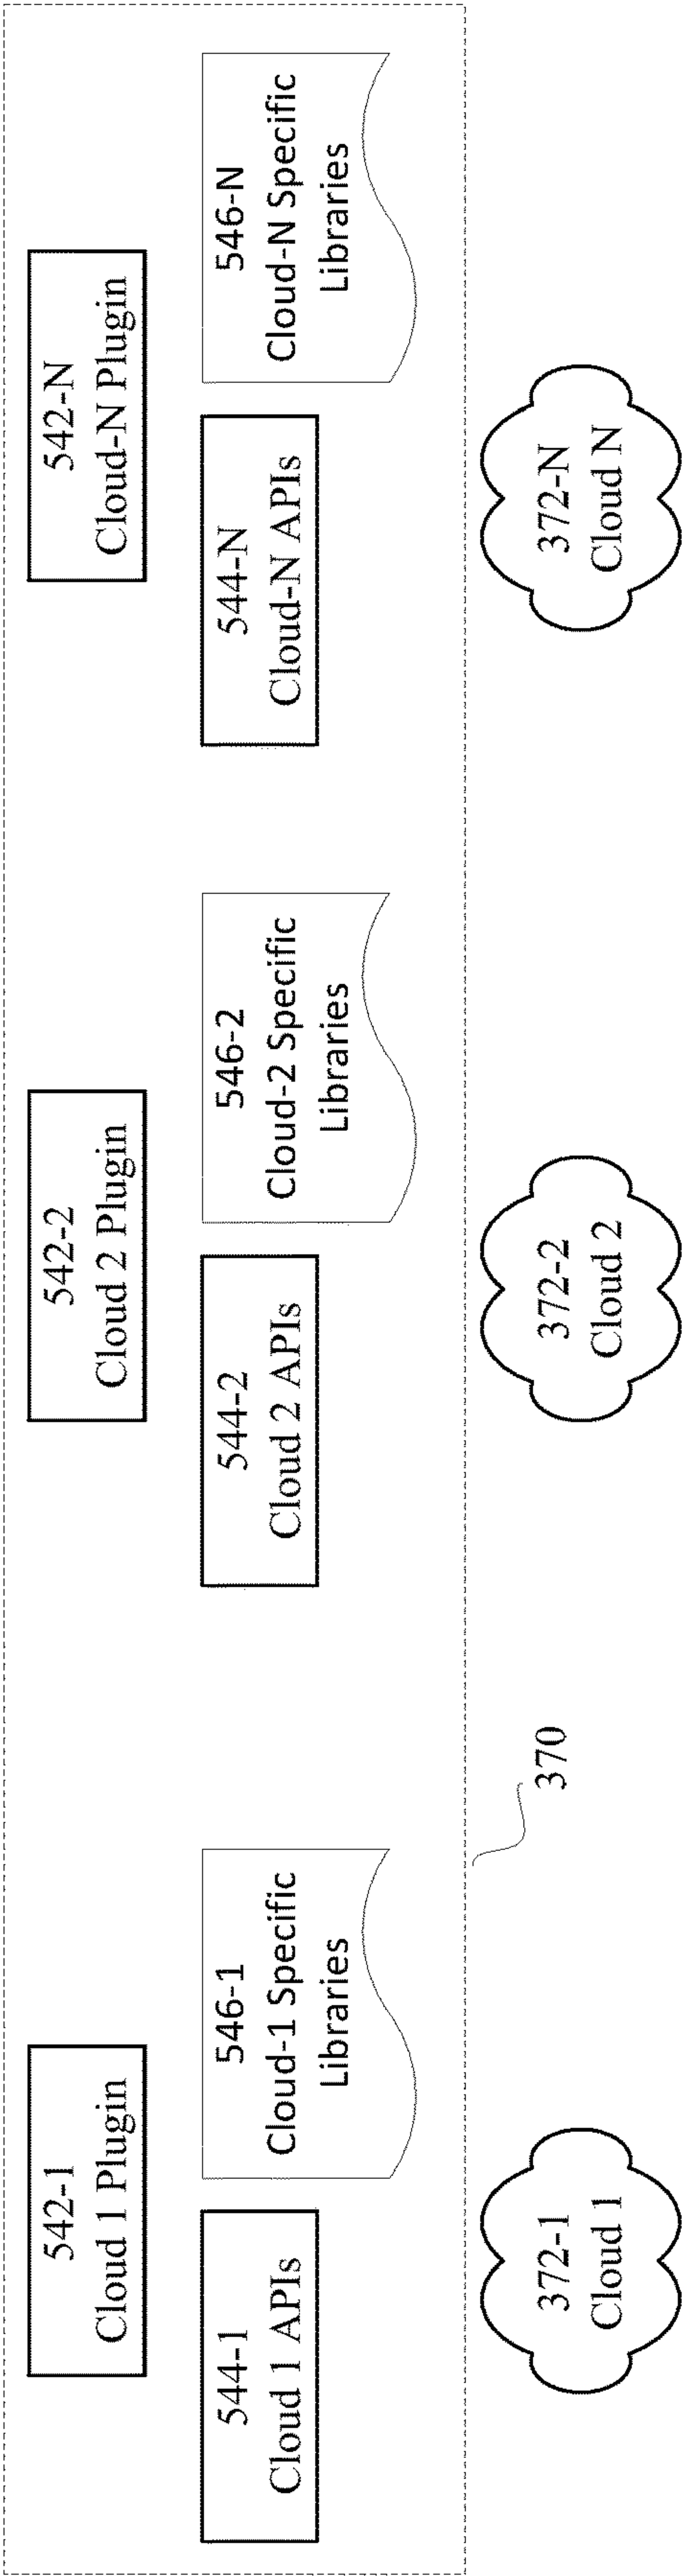 542-1
Cloud 1 Plugin
542-2
Cloud 2 Plugin
542-N
Cloud-N Plugin
544-1
Cloud 1 APIs
546-1
Cloud-1 Specific
Libraries
544-2
Cloud 2 APIs
546-2
Cloud-2 Specific
Libraries
544-N
Cloud-N APIs
546-N
Cloud-N Specific
Libraries
372-1
Cloud 1
370
372-2
Cloud 2
372-N
Cloud N